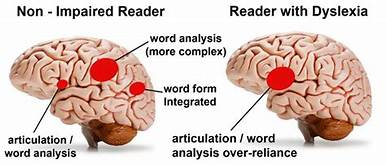 Non - Impaired Reader
word analysis
(more complex)
word form
Integrated
articulation /
word analysis
Reader with Dyslexia
articulation / word
analysis over-reliance